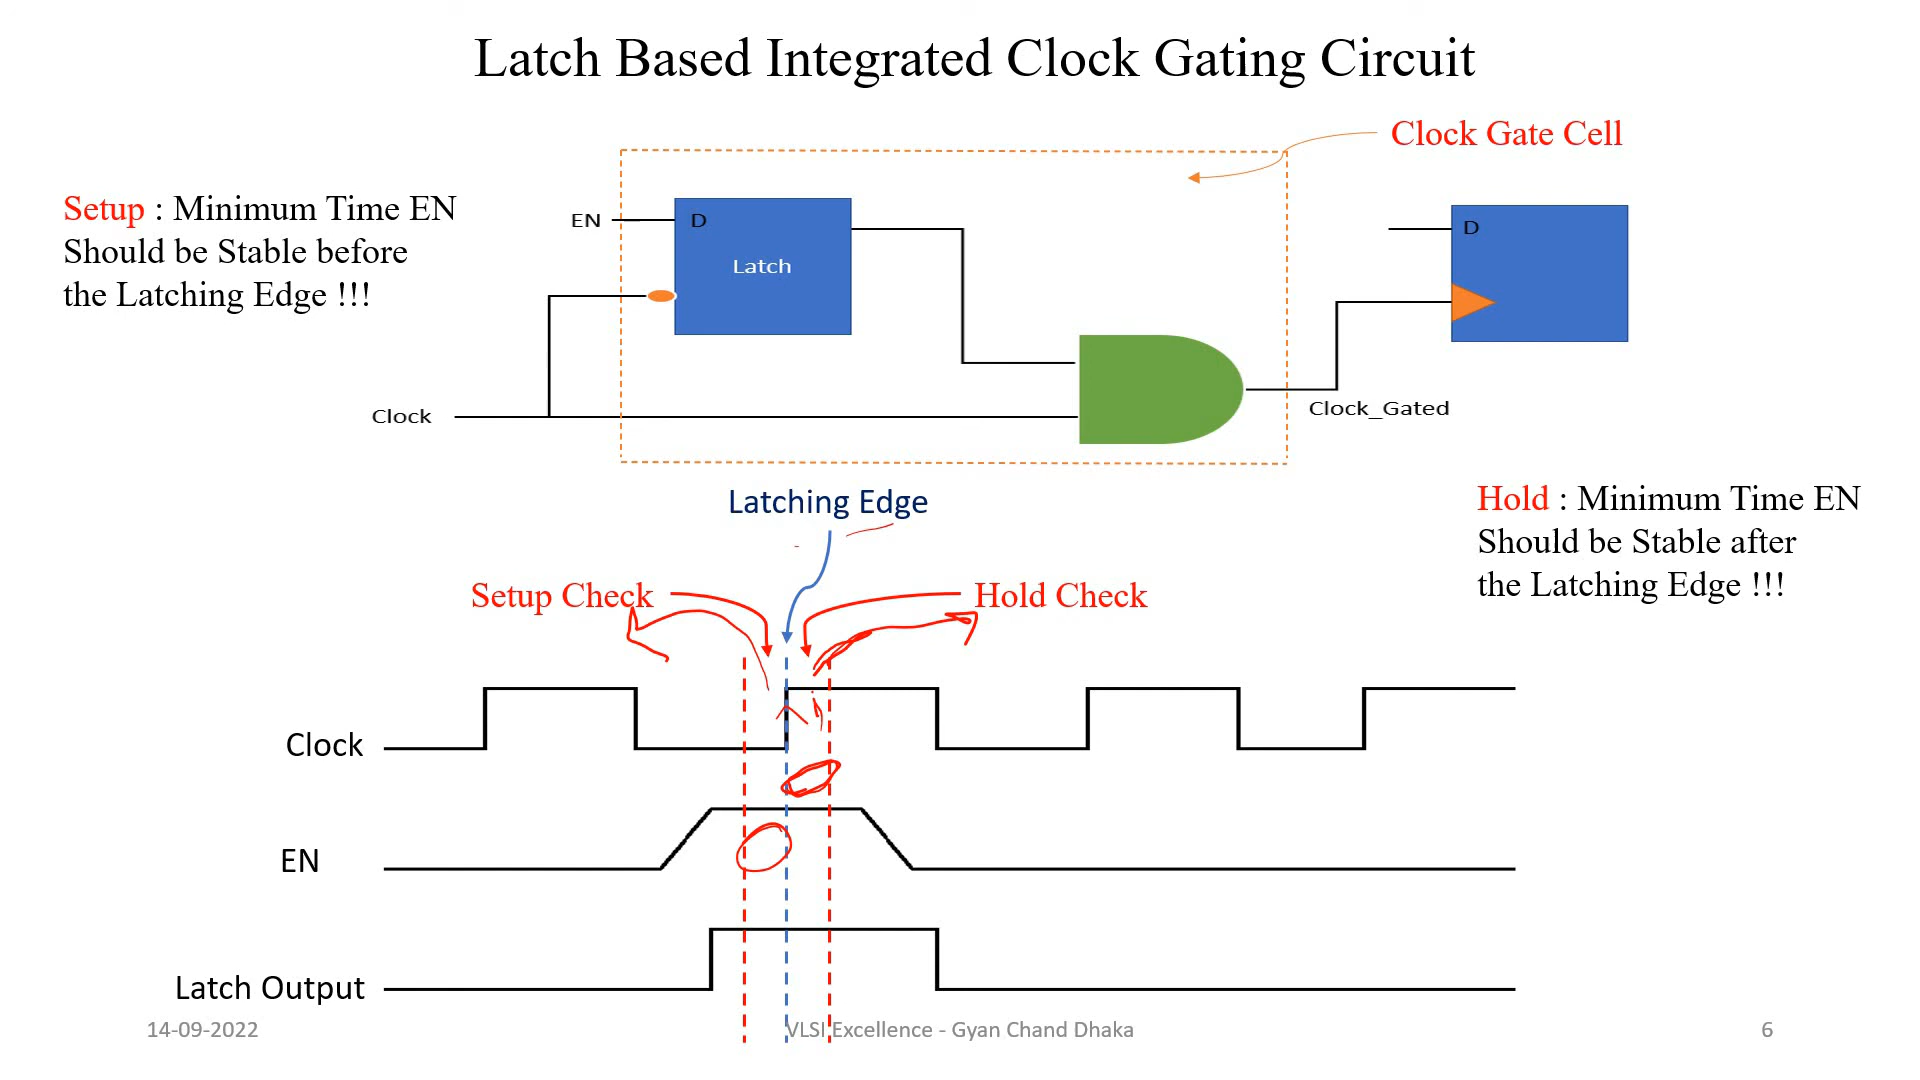 Latch Based Integrated Clock Gating Circuit
Clock Gate Cell
Setup : Minimum Time EN
Should be Stable before
the Latching Edge !!!
EN
D
Latch
D
Clock
Clock_Gated
Latching Edge
Hold : Minimum Time EN
Should be Stable after
the Latching Edge !!!
Setup Check
Hold Check
Clock
EN
Latch Output
14-09-2022
VLSI Excellence - Gyan Chand Dhaka
6